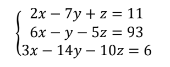 2x − 7y + z = 11
6x − y − 5z = 93
3x − 14y − 10z = 6